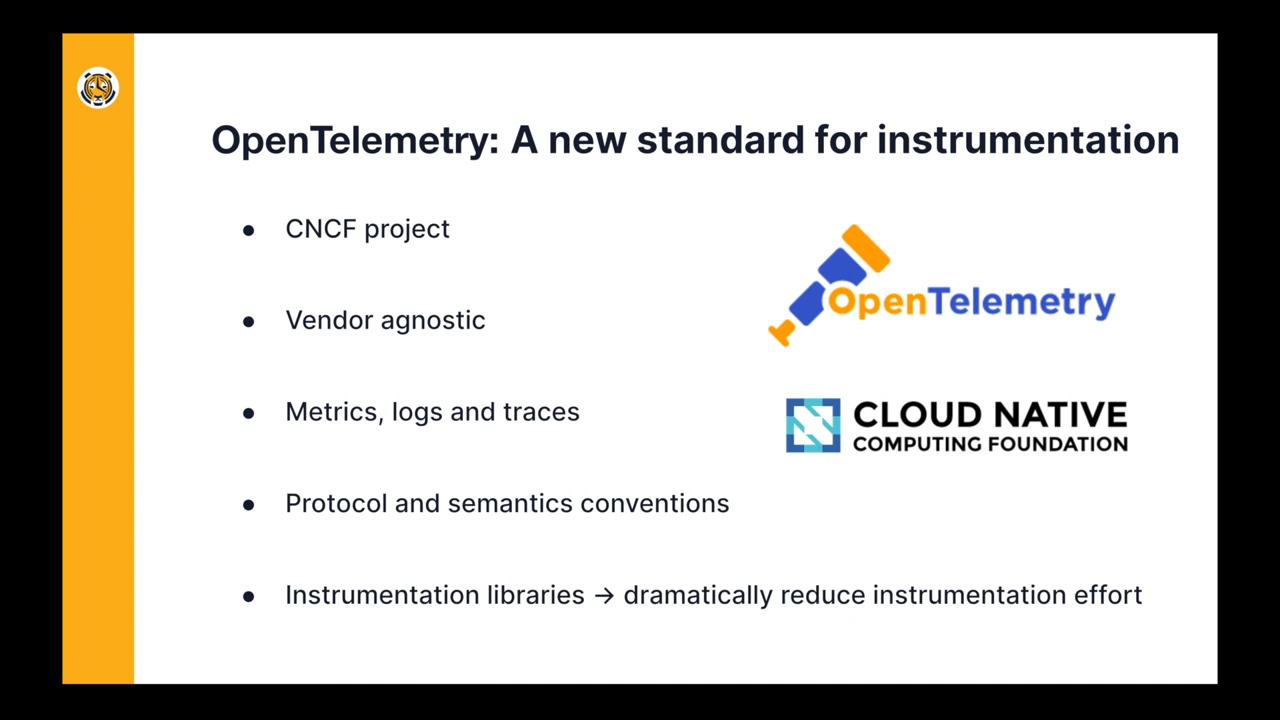 OpenTelemetry: A new standard for instrumentation
● CNCF project
● Vendor agnostic
● Metrics, logs and traces
● Protocol and semantics conventions
● Instrumentation libraries → dramatically reduce instrumentation effort
OpenTelemetry
CLOUD NATIVE
COMPUTING FOUNDATION